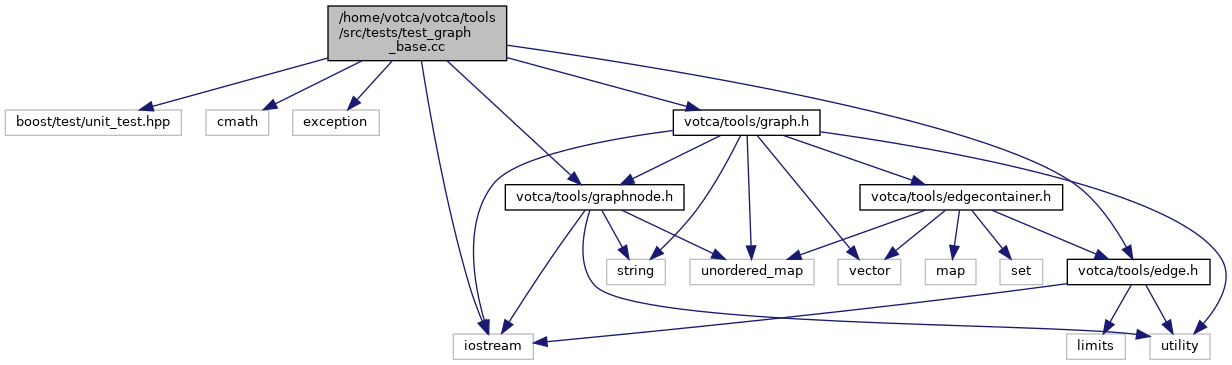 /home/votca/votca/tools
/src/tests/test_graph
_base.cc
boost/test/unit_test.hpp
cmath
exception
votca/tools/graph.h
votca/tools/graphnode.h
votca/tools/edgecontainer.h
string
unordered_map
vector
map
set
votca/tools/edge.h
iostream
limits
utility